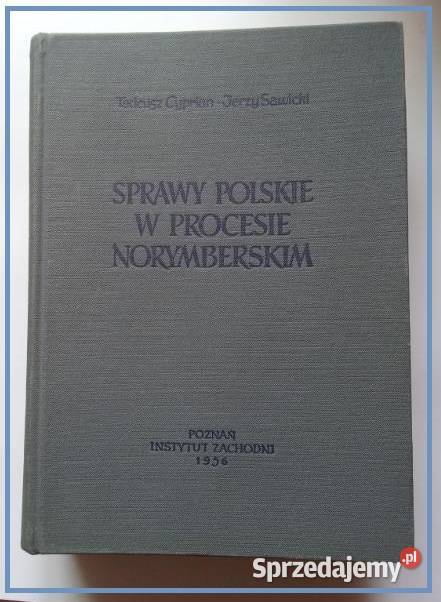 Tadeusz Cyprian - Jerzy Sawicki
SPRAWY POLSKIE
W PROCESIE
NORYMBERSKIM
POZNAŃ
INSTYTUT ZACHODNI
1956
Sprzedajemy.pl